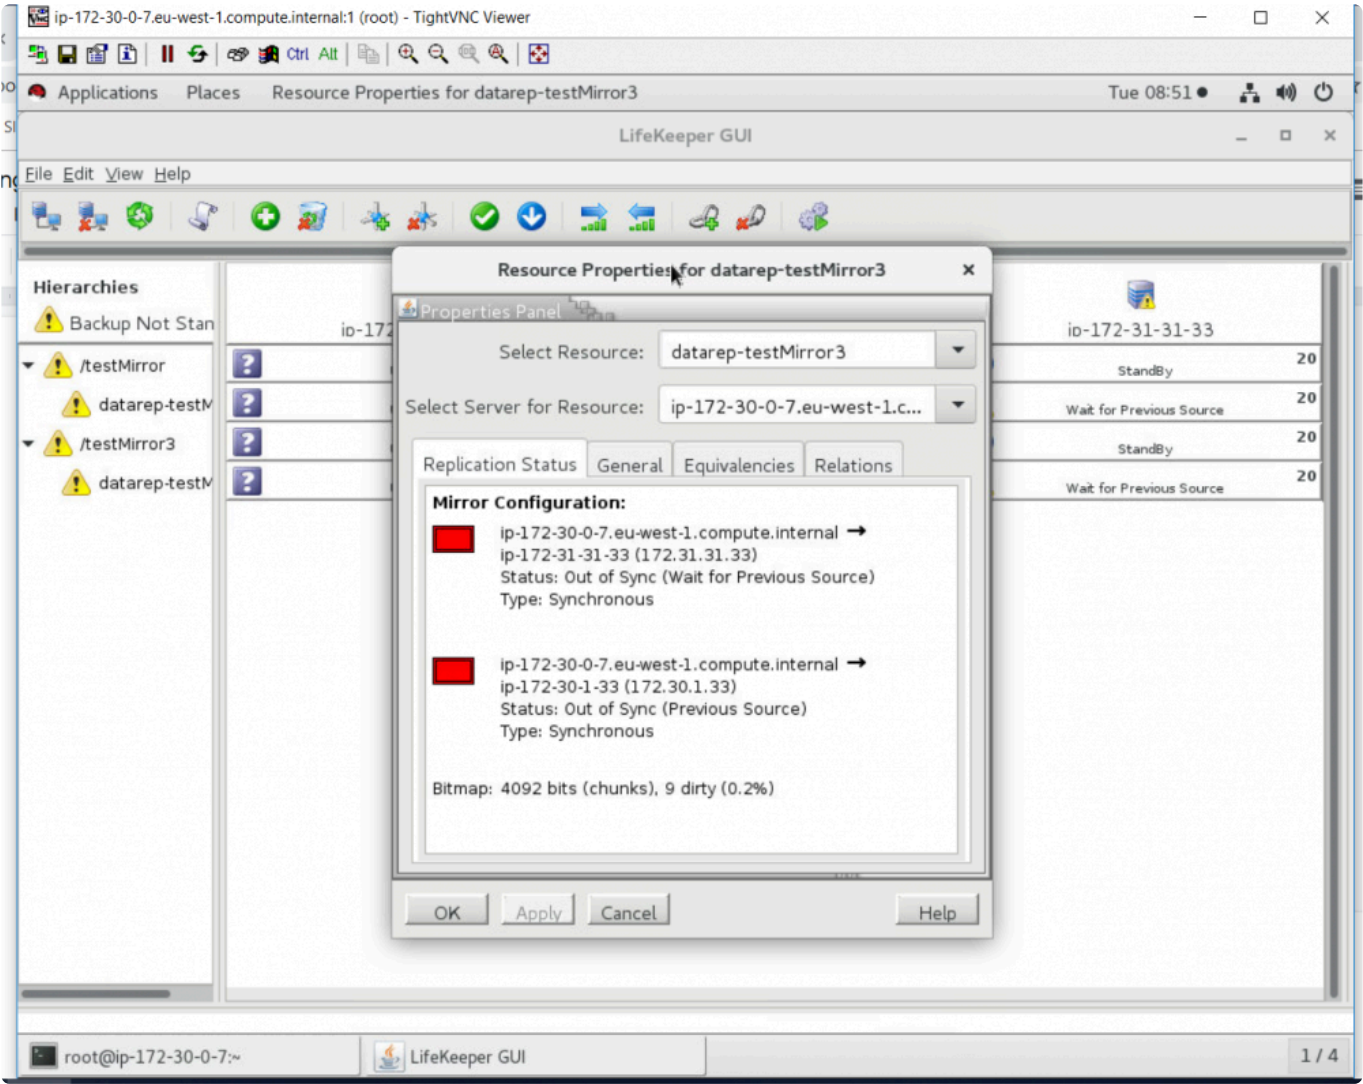 ip-172-30-0-7.eu-west-1.compute.internal:1 (root) - TightVNC Viewer
Ctrl Alt
Applications Places Resource Properties for datarep-testMirror3 Tue 08:51
LifeKeeper GUI
File Edit View Help
Resource Properties for datarep-testMirror3
Hierarchies
Properties Panel
Backup Not Stan
ip-172
ip-172-31-31-33
Select Resource: datarep-testMirror3
/testMirror
StandBy 20
datarep-testM
Select Server for Resource: ip-172-30-0-7.eu-west-1.c...
Wait for Previous Source 20
/testMirror3
StandBy 20
Replication Status General Equivalencies Relations
datarep-testM
Wait for Previous Source 20
Mirror Configuration:
ip-172-30-0-7.eu-west-1.compute.internal →
ip-172-31-31-33 (172.31.31.33)
Status: Out of Sync (Wait for Previous Source)
Type: Synchronous
ip-172-30-0-7.eu-west-1.compute.internal →
ip-172-30-1-33 (172.30.1.33)
Status: Out of Sync (Previous Source)
Type: Synchronous
Bitmap: 4092 bits (chunks), 9 dirty (0.2%)
OK Apply Cancel Help
root@ip-172-30-0-7:~ LifeKeeper GUI 1 / 4